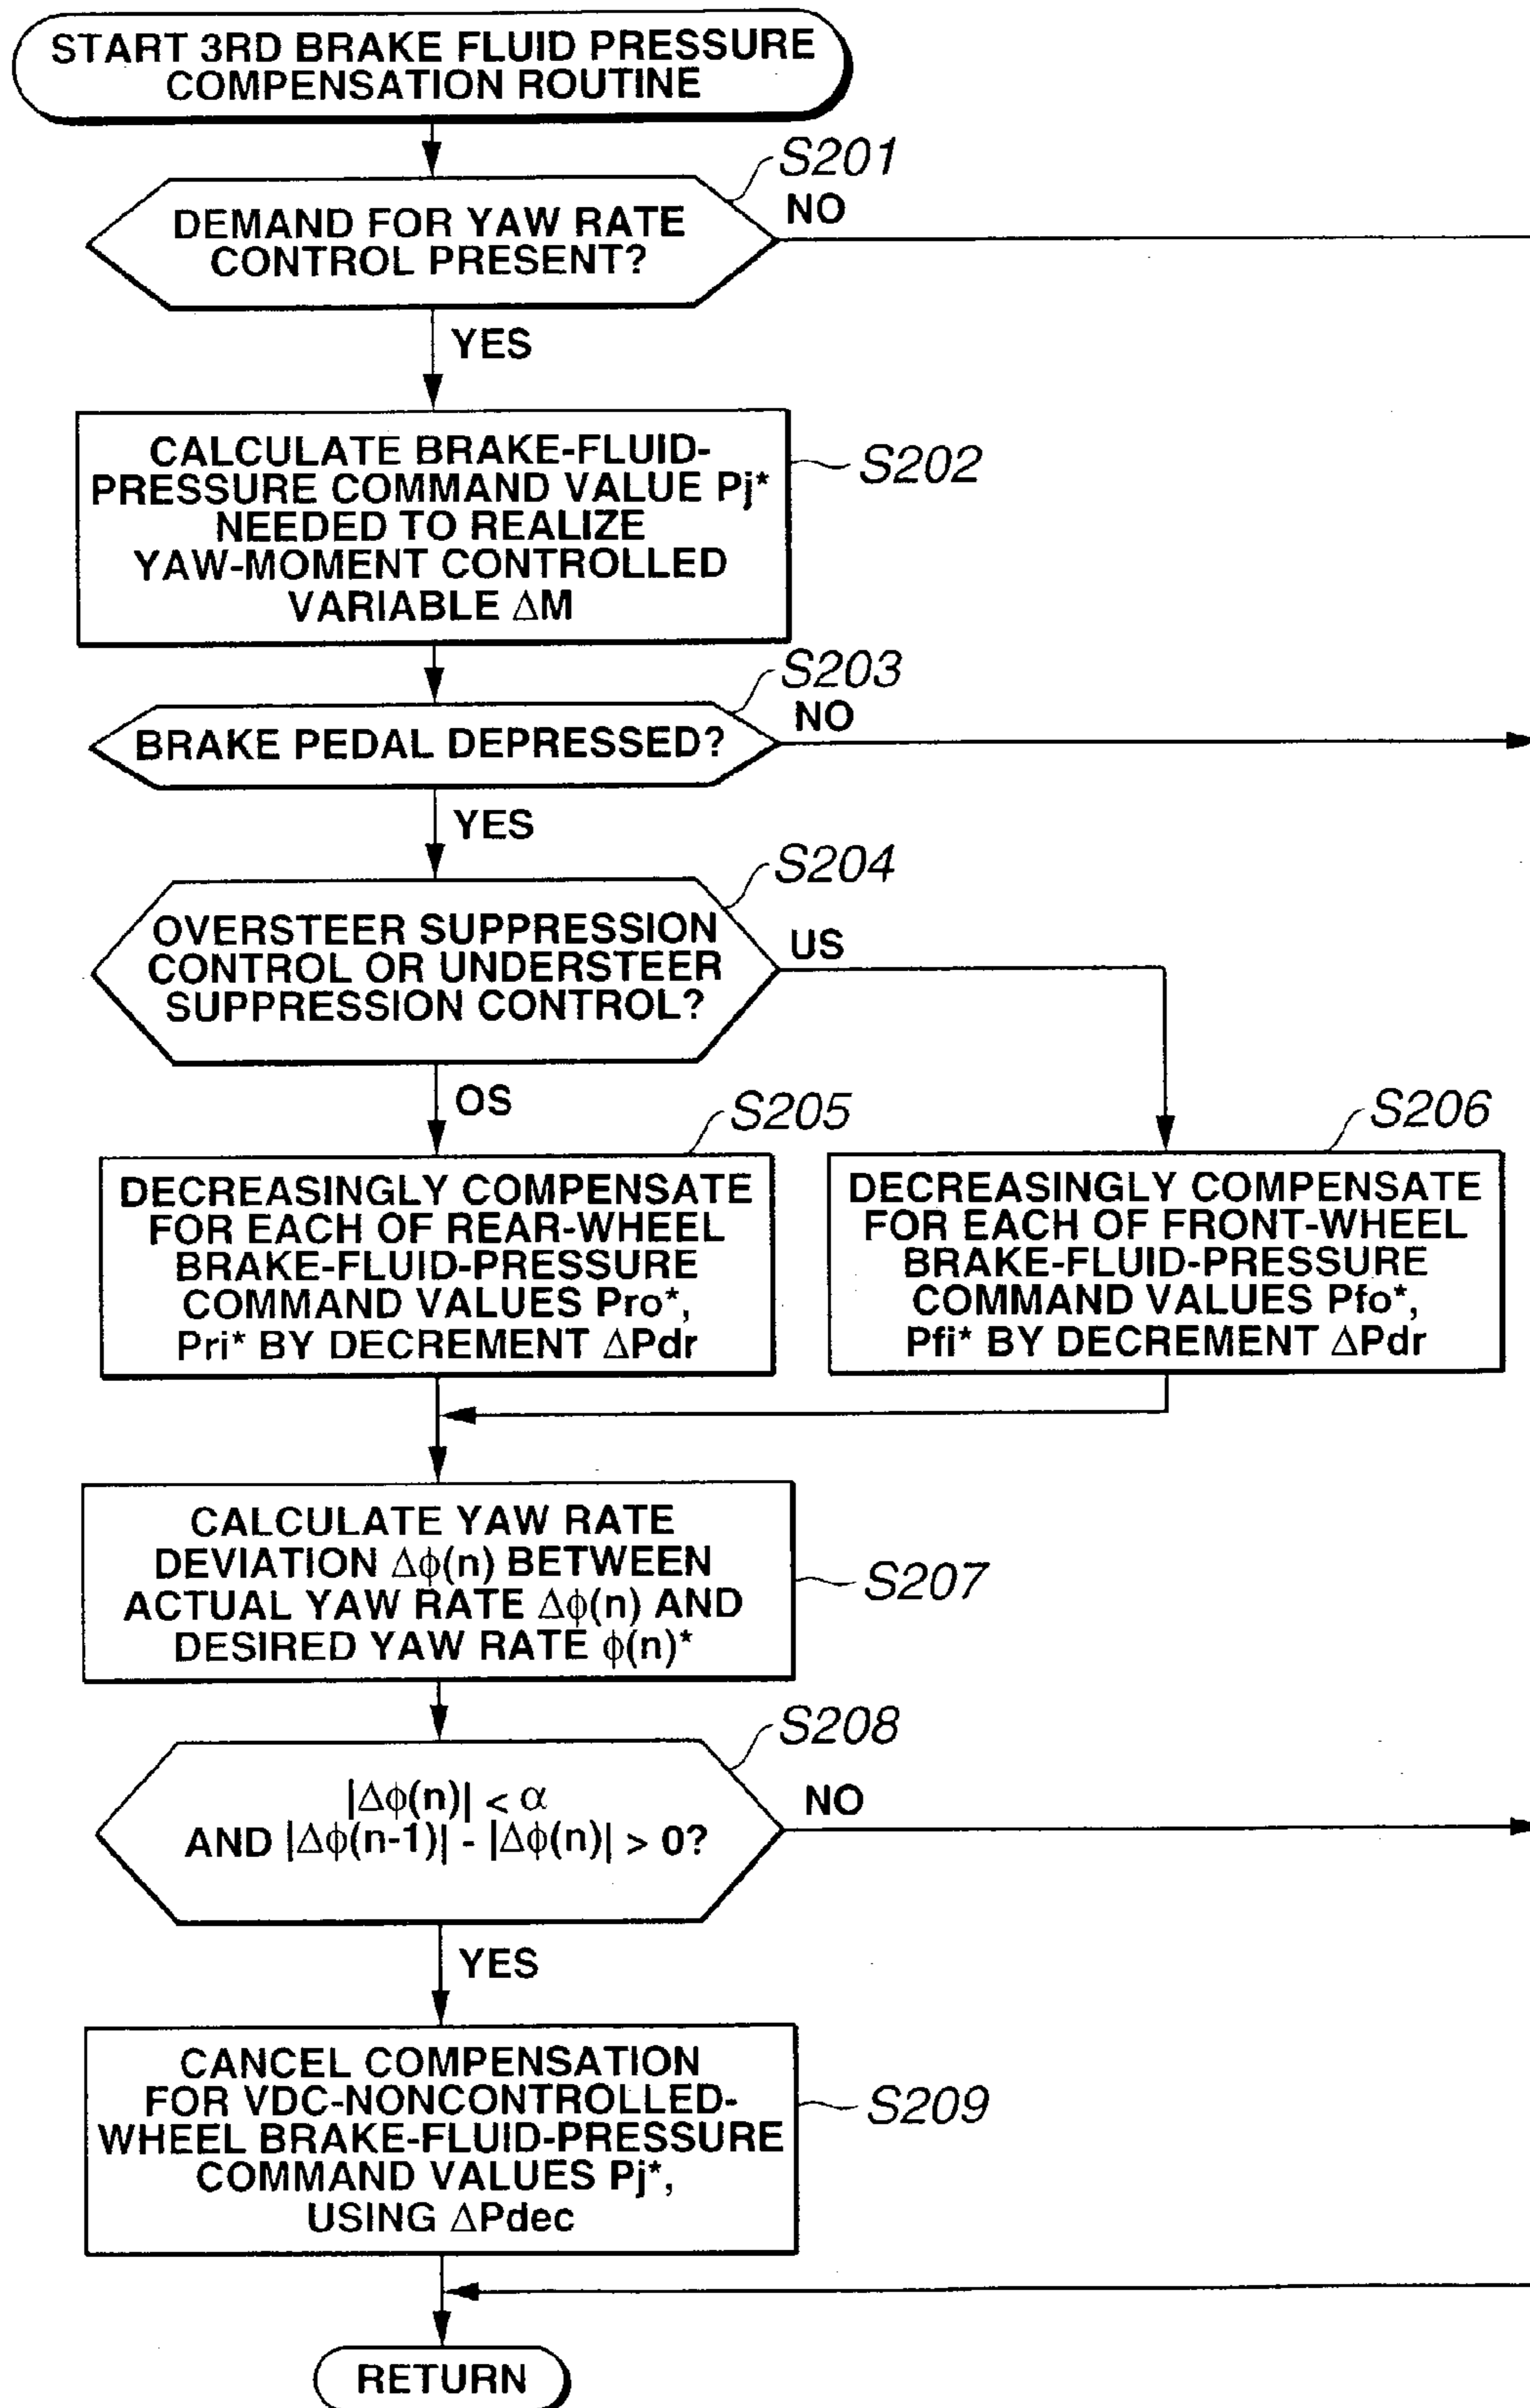 START 3RD BRAKE FLUID PRESSURE
COMPENSATION ROUTINE
S201
DEMAND FOR YAW RATE
CONTROL PRESENT?
NO
YES
CALCULATE BRAKE-FLUID-
PRESSURE COMMAND VALUE Pj*
NEEDED TO REALIZE
YAW-MOMENT CONTROLLED
VARIABLE ΔM
S202
S203
BRAKE PEDAL DEPRESSED?
NO
YES
S204
OVERSTEER SUPPRESSION
CONTROL OR UNDERSTEER
SUPPRESSION CONTROL?
US
OS
S205
DECREASINGLY COMPENSATE
FOR EACH OF REAR-WHEEL
BRAKE-FLUID-PRESSURE
COMMAND VALUES Pro*,
Pri* BY DECREMENT ΔPdr
S206
DECREASINGLY COMPENSATE
FOR EACH OF FRONT-WHEEL
BRAKE-FLUID-PRESSURE
COMMAND VALUES Pfo*,
Pfi* BY DECREMENT ΔPdr
CALCULATE YAW RATE
DEVIATION Δϕ(n) BETWEEN
ACTUAL YAW RATE Δϕ(n) AND
DESIRED YAW RATE ϕ(n)*
S207
S208
|Δϕ(n)| < α
AND |Δϕ(n-1)| - |Δϕ(n)| > 0?
NO
YES
CANCEL COMPENSATION
FOR VDC-NONCONTROLLED-
WHEEL BRAKE-FLUID-PRESSURE
COMMAND VALUES Pj*,
USING ΔPdec
S209
RETURN